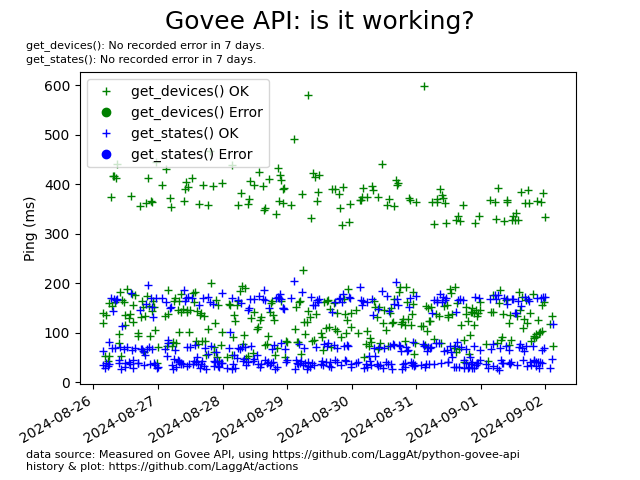 Govee API: is it working?
get_devices(): No recorded error in 7 days.
get_states(): No recorded error in 7 days.
get_devices() OK
get_devices() Error
get_states() OK
get_states() Error
600
500
400
300
200
100
0
Ping (ms)
2024-08-26
2024-08-27
2024-08-28
2024-08-29
2024-08-30
2024-08-31
2024-09-01
2024-09-02
data source: Measured on Govee API, using https://github.com/LaggAt/python-govee-api
history & plot: https://github.com/LaggAt/actions